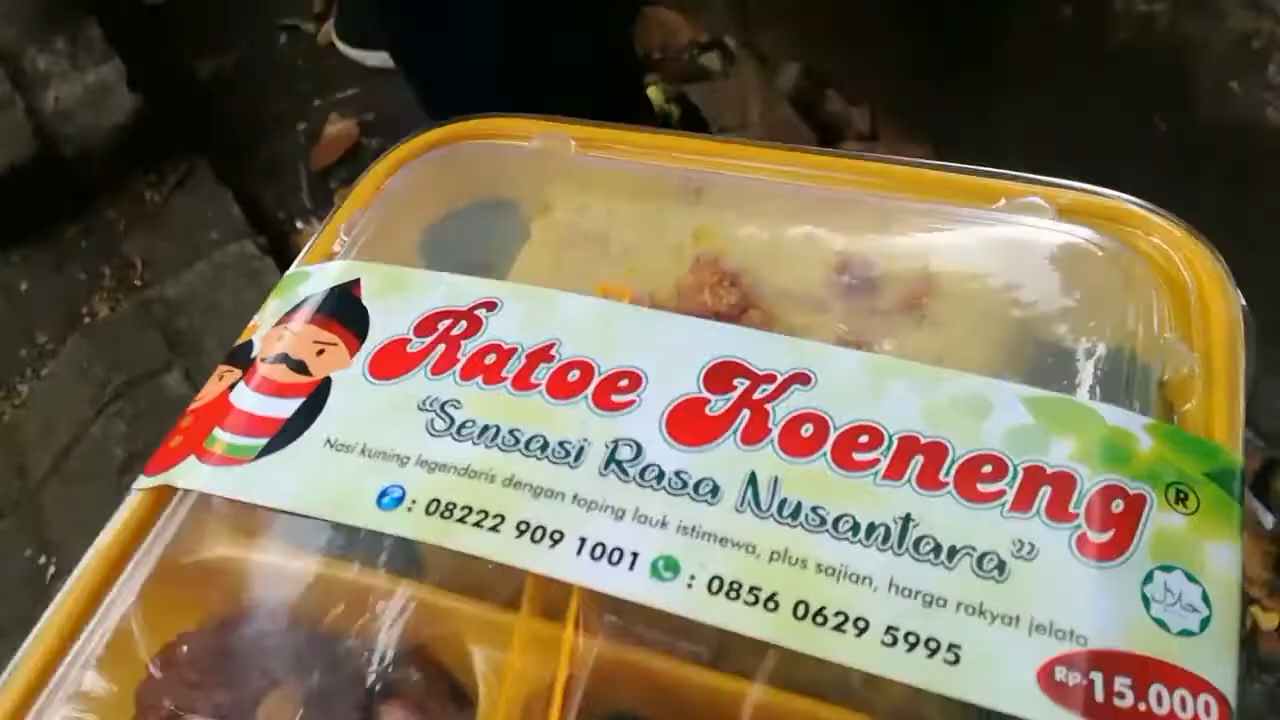 Ratoe Koeneng ®
"Sensasi Rasa Nusantara"
Nasi kuning legendaris dengan toping lauk istimewa, plus sajian, harga rakyat jelata
: 08222 909 1001 : 0856 0629 5995
حلال
Rp. 15.000